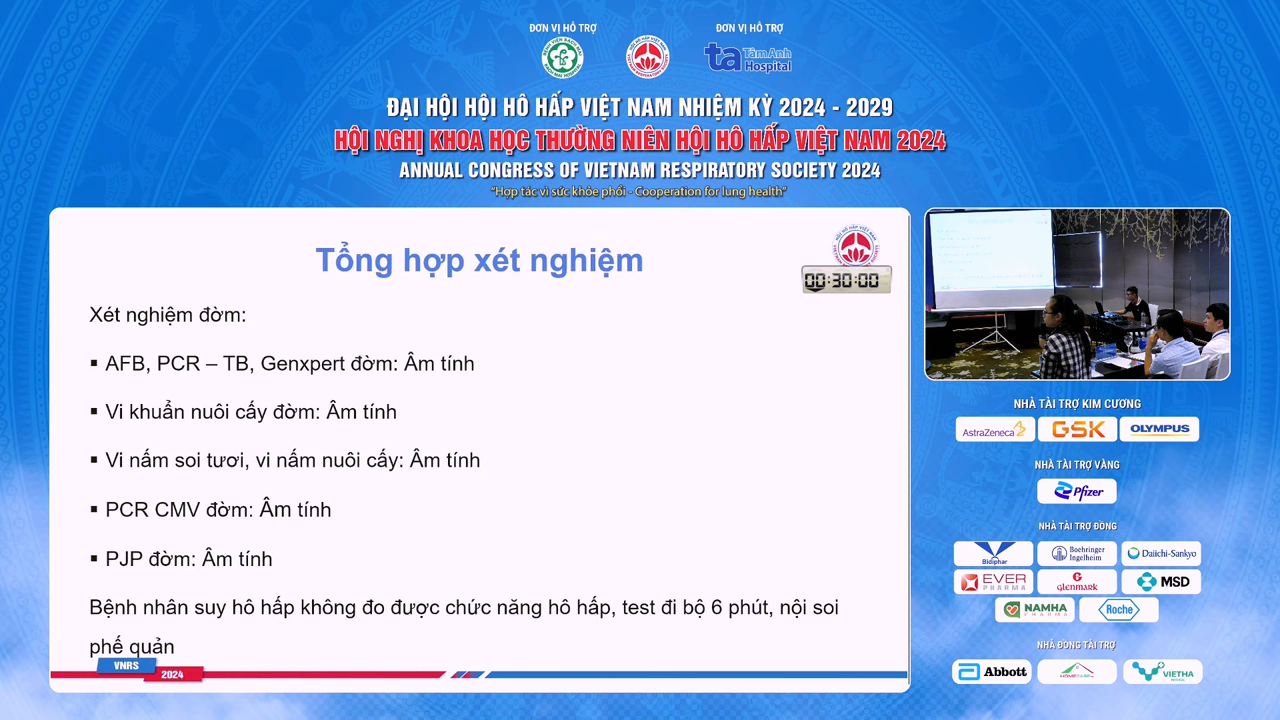 ĐƠN VỊ HỖ TRỢ
ĐƠN VỊ HỖ TRỢ
ta TâmAnh Hospital
ĐẠI HỘI HỘI HÔ HẤP VIỆT NAM NHIỆM KỲ 2024 - 2029
HỘI NGHỊ KHOA HỌC THƯỜNG NIÊN HỘI HÔ HẤP VIỆT NAM 2024
ANNUAL CONGRESS OF VIETNAM RESPIRATORY SOCIETY 2024
"Hợp tác vì sức khỏe phổi - Cooperation for lung health"
Tổng hợp xét nghiệm
00:30:00
Xét nghiệm đờm:
▪ AFB, PCR – TB, Genxpert đờm: Âm tính
▪ Vi khuẩn nuôi cấy đờm: Âm tính
▪ Vi nấm soi tươi, vi nấm nuôi cấy: Âm tính
▪ PCR CMV đờm: Âm tính
▪ PJP đờm: Âm tính
Bệnh nhân suy hô hấp không đo được chức năng hô hấp, test đi bộ 6 phút, nội soi
phế quản
VNRS
2024
NHÀ TÀI TRỢ KIM CƯƠNG
AstraZeneca GSK OLYMPUS
NHÀ TÀI TRỢ VÀNG
Pfizer
NHÀ TÀI TRỢ ĐỒNG
Bidiphar Boehringer Ingelheim Daiichi-Sankyo
EVER PHARMA GLENMARK MSD
NAMHA PHARMA Roche
NHÀ ĐỒNG TÀI TRỢ
Abbott VIETHA